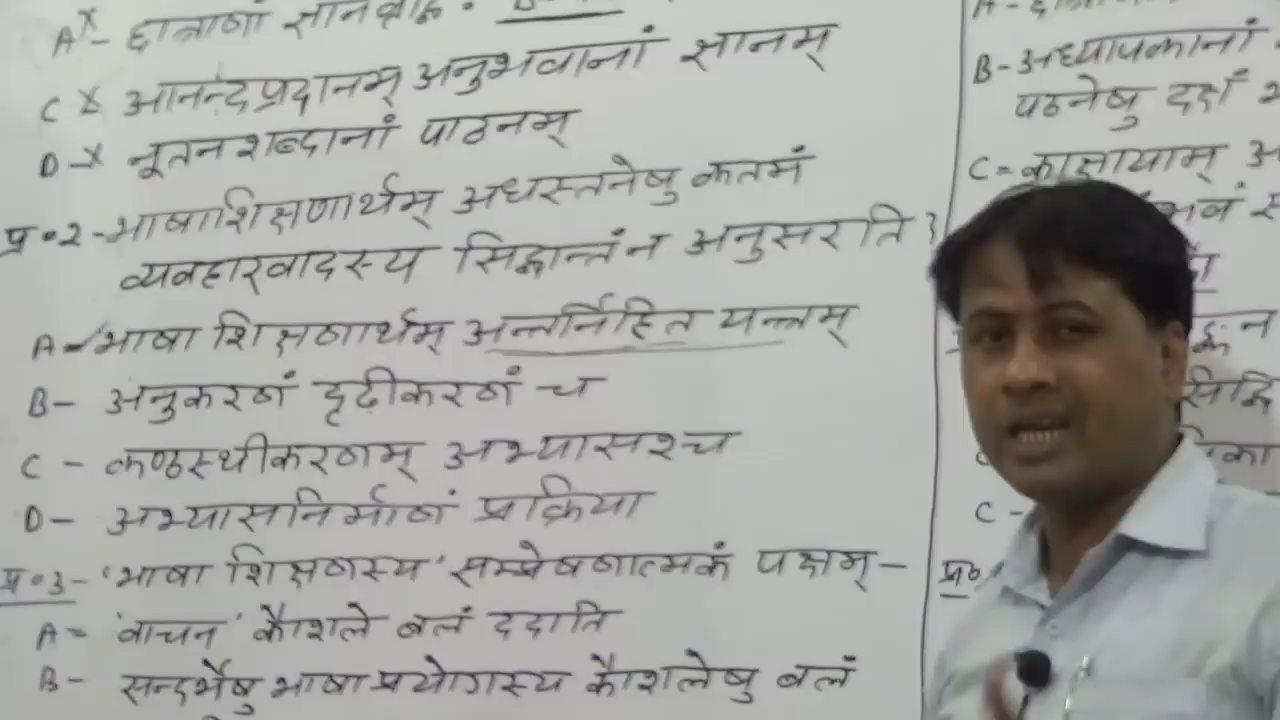 A - छात्राणां
C × आनन्दप्रदानम् अनुभवानां ज्ञानम्
D × नूतनशब्दानां पाठनम्
प्र॰२- भाषाशिक्षणार्थम् अधस्तनेषु कतमं
व्यवहारवादस्य सिद्धान्तं न अनुसरति?
A- भाषा शिक्षणार्थम् अन्तर्निहित यन्त्रम्
B- अनुकरणं दृढीकरणं च
C - कण्ठस्थीकरणम् अभ्यासश्च
D- अभ्यासनिर्माणं प्रक्रिया
प्र॰3- 'भाषा शिक्षणस्य' सम्प्रेषणात्मकं पक्षम् -
A= 'वाचन' कौशले बलं ददाति
B- सन्दर्भेषु भाषा प्रयोगस्य कौशलेषु बलं
A-
B- अध्यापकानां
पठनेषु दक्षं
C= कक्षायाम्
C -
प्र॰